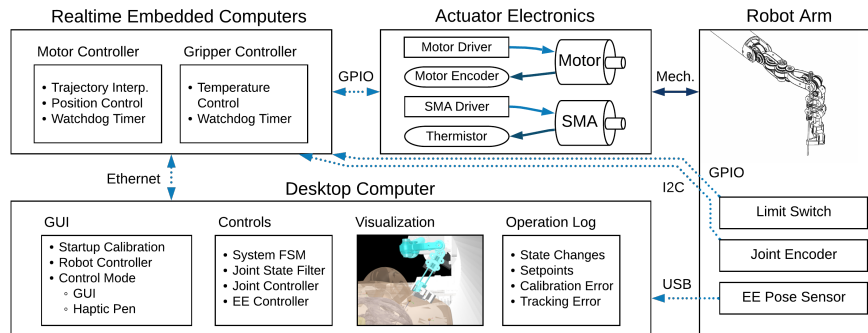 Realtime Embedded Computers
Motor Controller
• Trajectory Interp.
• Position Control
• Watchdog Timer
Gripper Controller
• Temperature
Control
• Watchdog Timer
GPIO
Actuator Electronics
Motor Driver
Motor Encoder
Motor
SMA Driver
Thermistor
SMA
Mech.
Robot Arm
GPIO
I2C
Limit Switch
Joint Encoder
EE Pose Sensor
USB
Ethernet
Desktop Computer
GUI
• Startup Calibration
• Robot Controller
• Control Mode
◦ GUI
◦ Haptic Pen
Controls
• System FSM
• Joint State Filter
• Joint Controller
• EE Controller
Visualization
Operation Log
• State Changes
• Setpoints
• Calibration Error
• Tracking Error